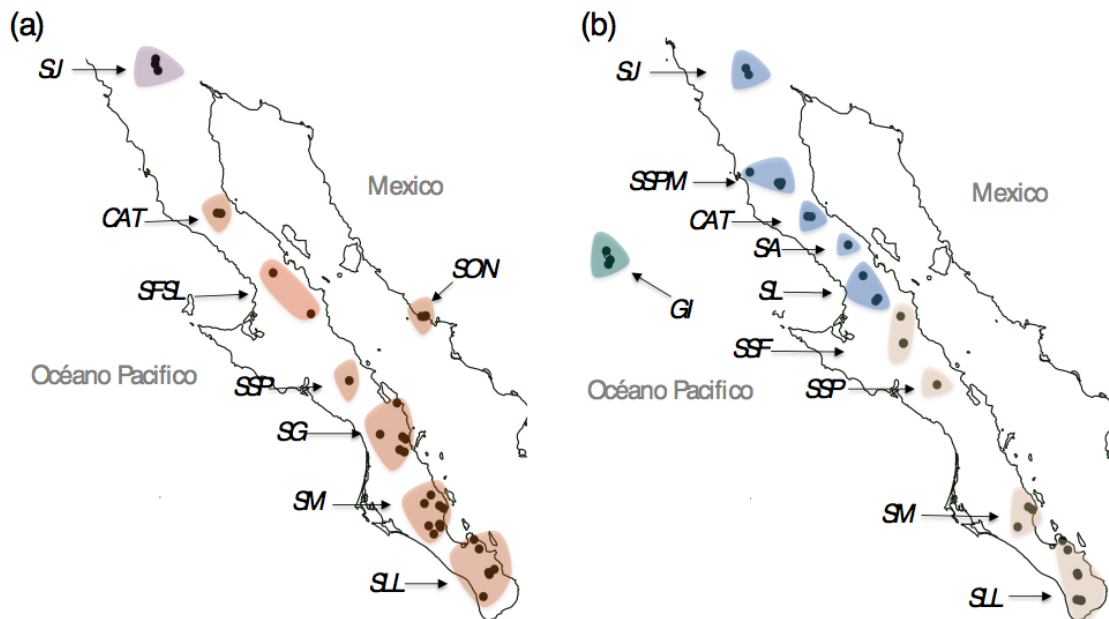 (a)
SJ
Mexico
CAT
SON
SFSL
Océano Pacifico
SSP
SG
SM
SLL
(b)
SJ
SSPM
Mexico
CAT
SA
GI
SL
SSF
Océano Pacifico
SSP
SM
SLL